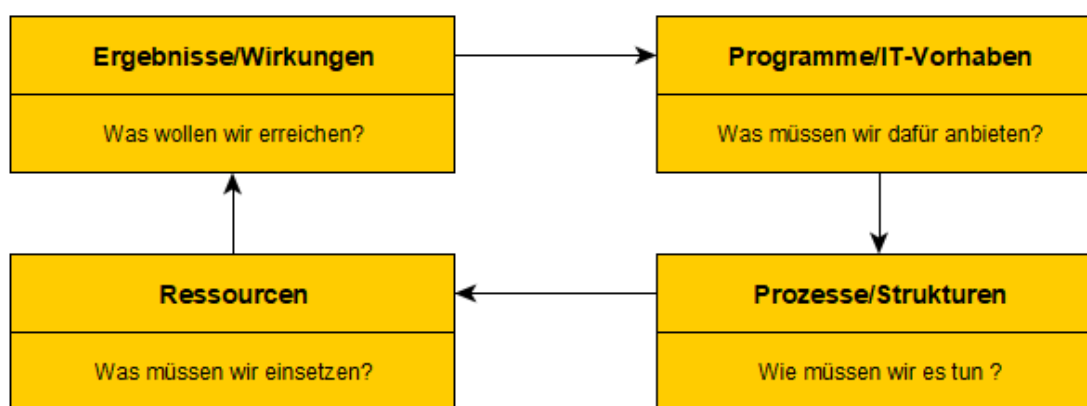 Ergebnisse/Wirkungen
Was wollen wir erreichen?
Programme/IT-Vorhaben
Was müssen wir dafür anbieten?
Ressourcen
Was müssen wir einsetzen?
Prozesse/Strukturen
Wie müssen wir es tun ?